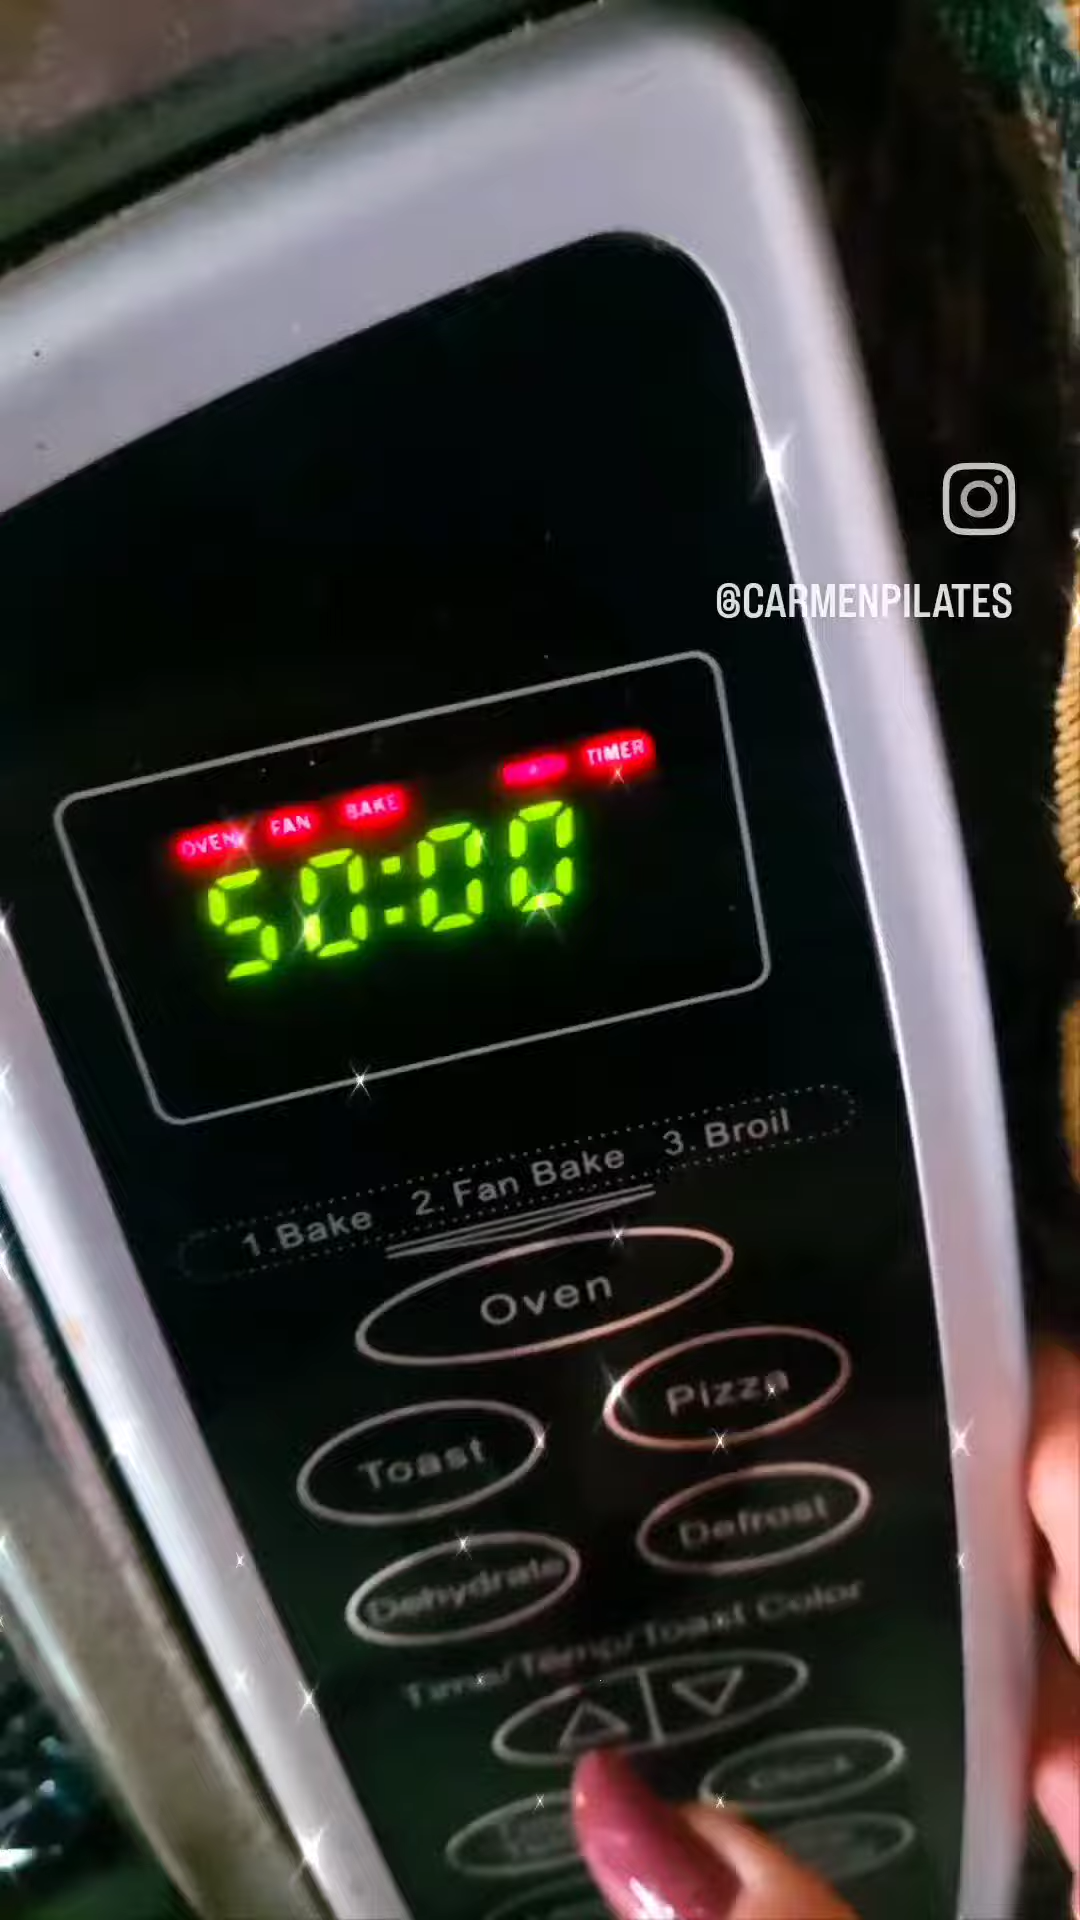 @CARMENPILATES
OVEN FAN BAKE TIMER
50:00
1.Bake 2. Fan Bake 3. Broil
Oven
Pizza
Toast
Defrost
Dehydrate
Time/Temp/Toast Color
Clock